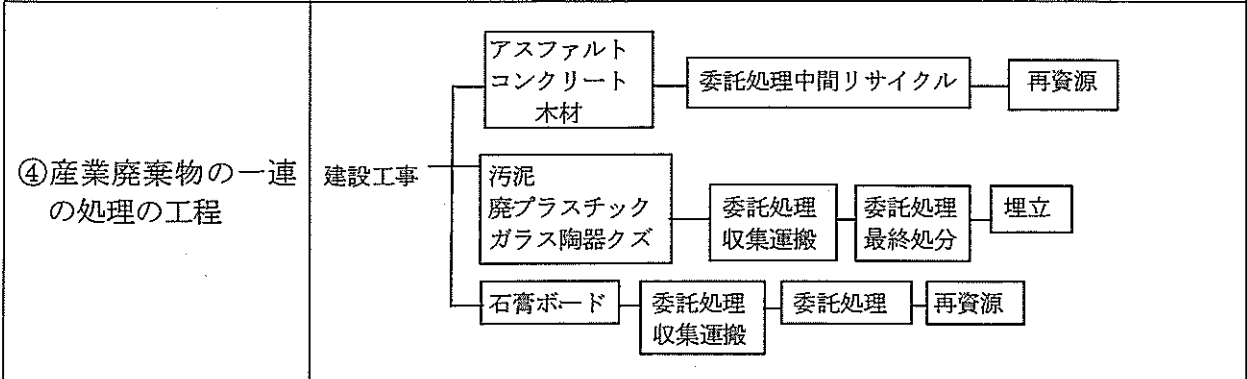 ④産業廃棄物の一連
の処理の工程
建設工事
アスファルト
コンクリート
木材
委託処理中間リサイクル
再資源
汚泥
廃プラスチック
ガラス陶器クズ
委託処理
収集運搬
委託処理
最終処分
埋立
石膏ボード
委託処理
収集運搬
委託処理
再資源